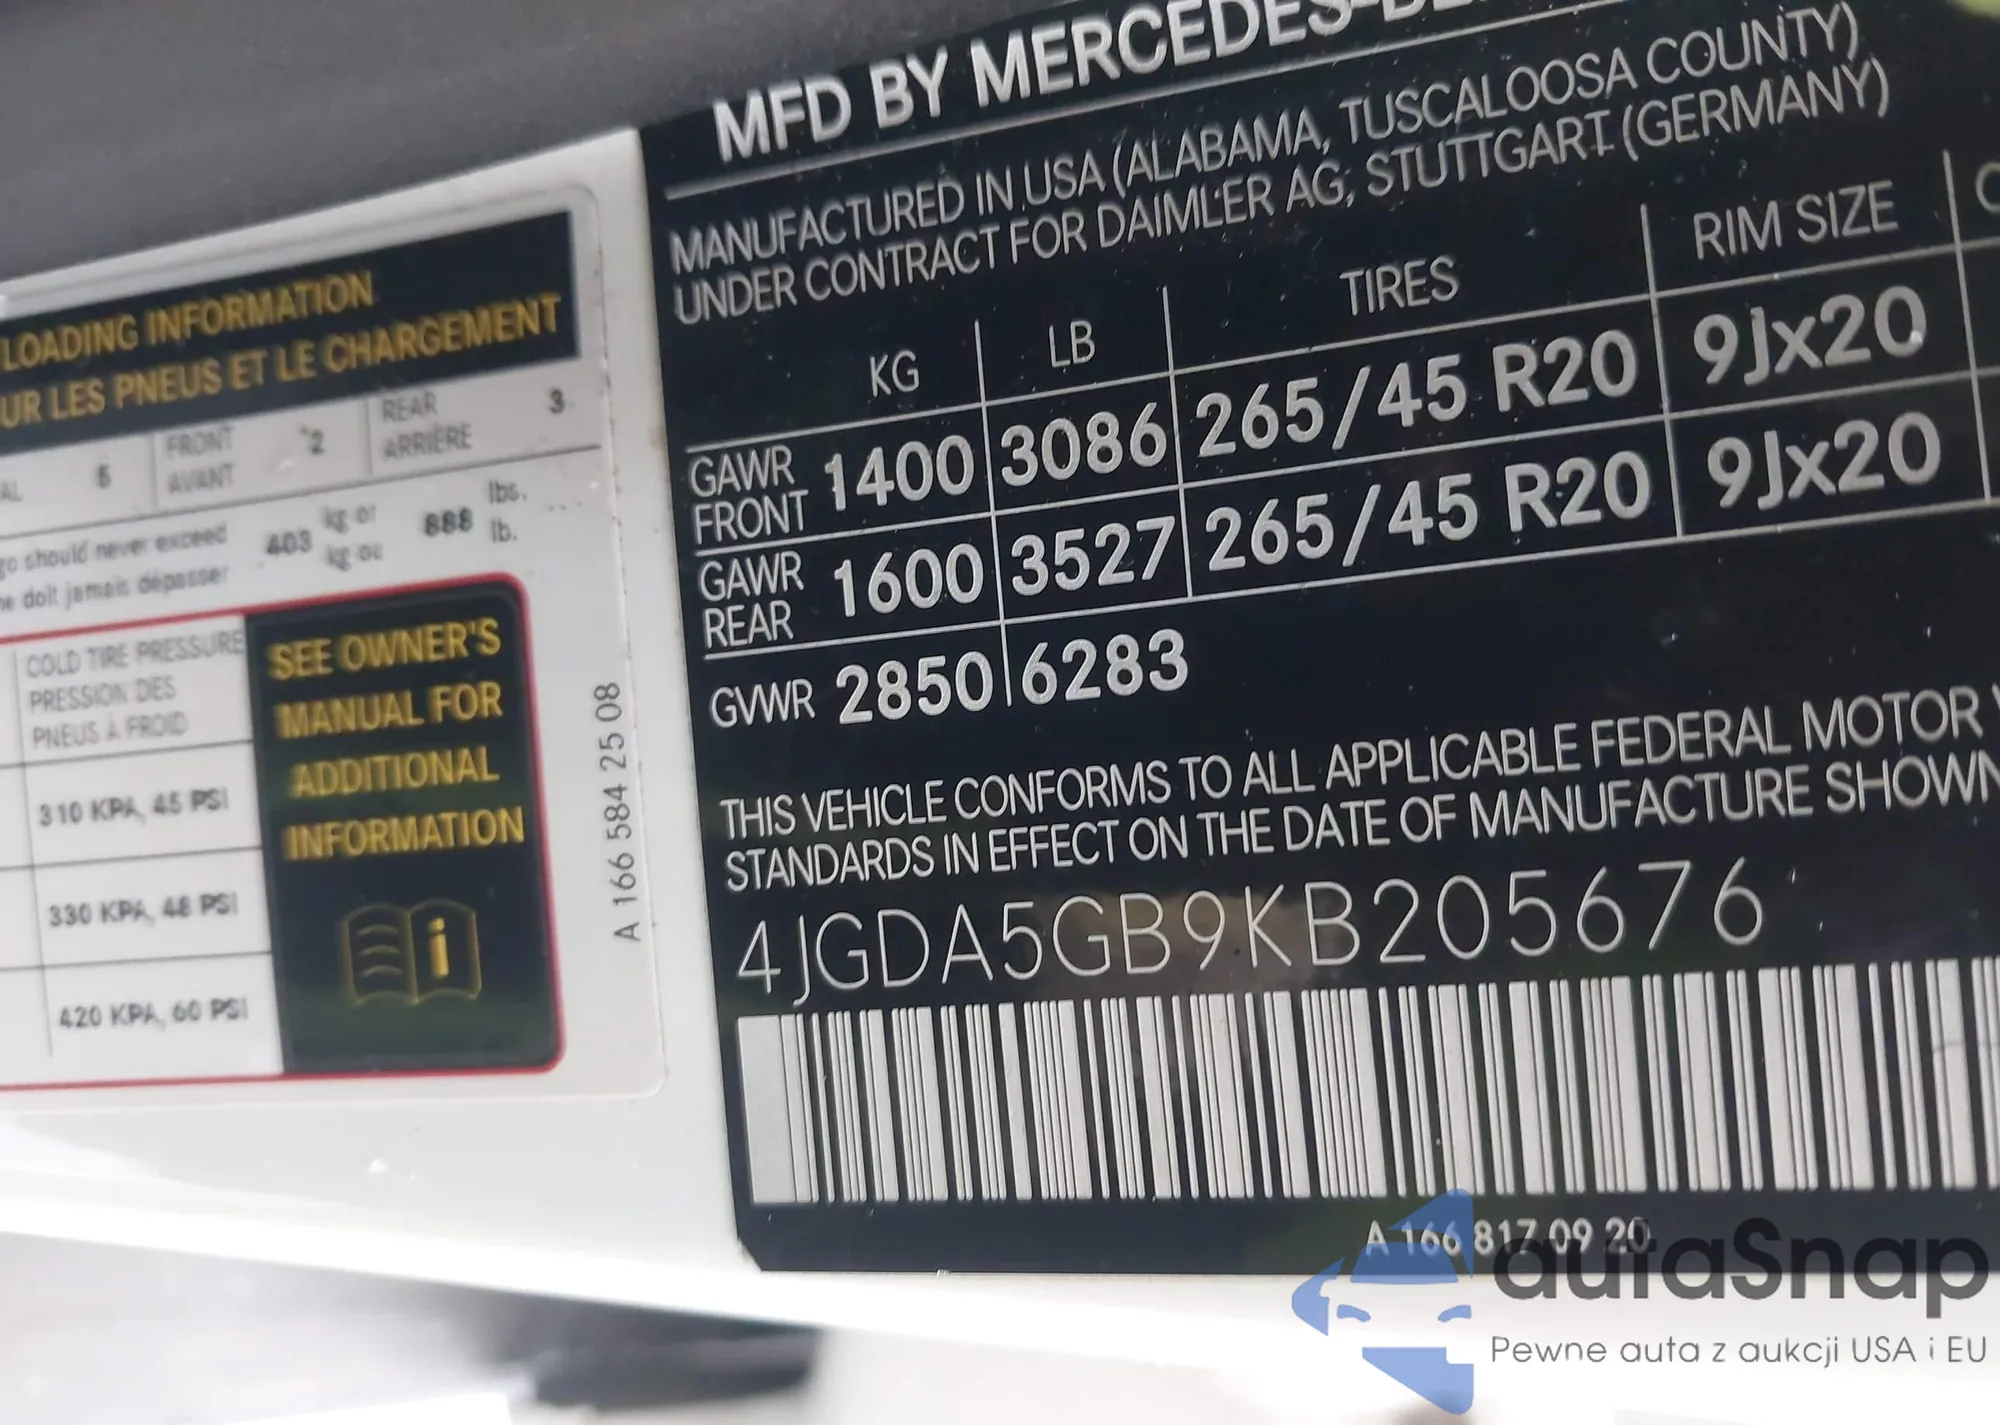 LOADING INFORMATION
UR LES PNEUS ET LE CHARGEMENT
AL 5 FRONT AVANT 2 REAR ARRIÈRE 3
go should never exceed 403 kg or 888 lbs.
ne doit jamais dépasser kg ou lb.
COLD TIRE PRESSURE
PRESSION DES
PNEUS À FROID
310 KPA, 45 PSI
330 KPA, 48 PSI
420 KPA, 60 PSI
SEE OWNER'S
MANUAL FOR
ADDITIONAL
INFORMATION
i
A 166 584 25 08
MFD BY MERCEDES-
MANUFACTURED IN USA (ALABAMA, TUSCALOOSA COUNTY)
UNDER CONTRACT FOR DAIMLER AG, STUTTGART (GERMANY)
KG LB TIRES RIM SIZE
GAWR FRONT 1400 3086 265/45 R20 9Jx20
GAWR REAR 1600 3527 265/45 R20 9Jx20
GVWR 2850 6283
THIS VEHICLE CONFORMS TO ALL APPLICABLE FEDERAL MOTOR V
STANDARDS IN EFFECT ON THE DATE OF MANUFACTURE SHOWN
4JGDA5GB9KB205676
A 166 817 09 20
autaSnap
Pewne auta z aukcji USA i EU